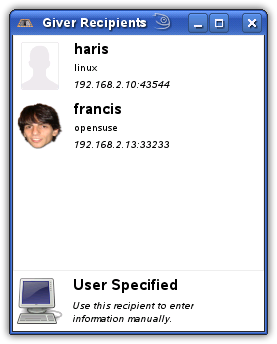 Giver Recipients
haris
linux
192.168.2.10:43544
francis
opensuse
192.168.2.13:33233
User Specified
Use this recipient to enter
information manually.